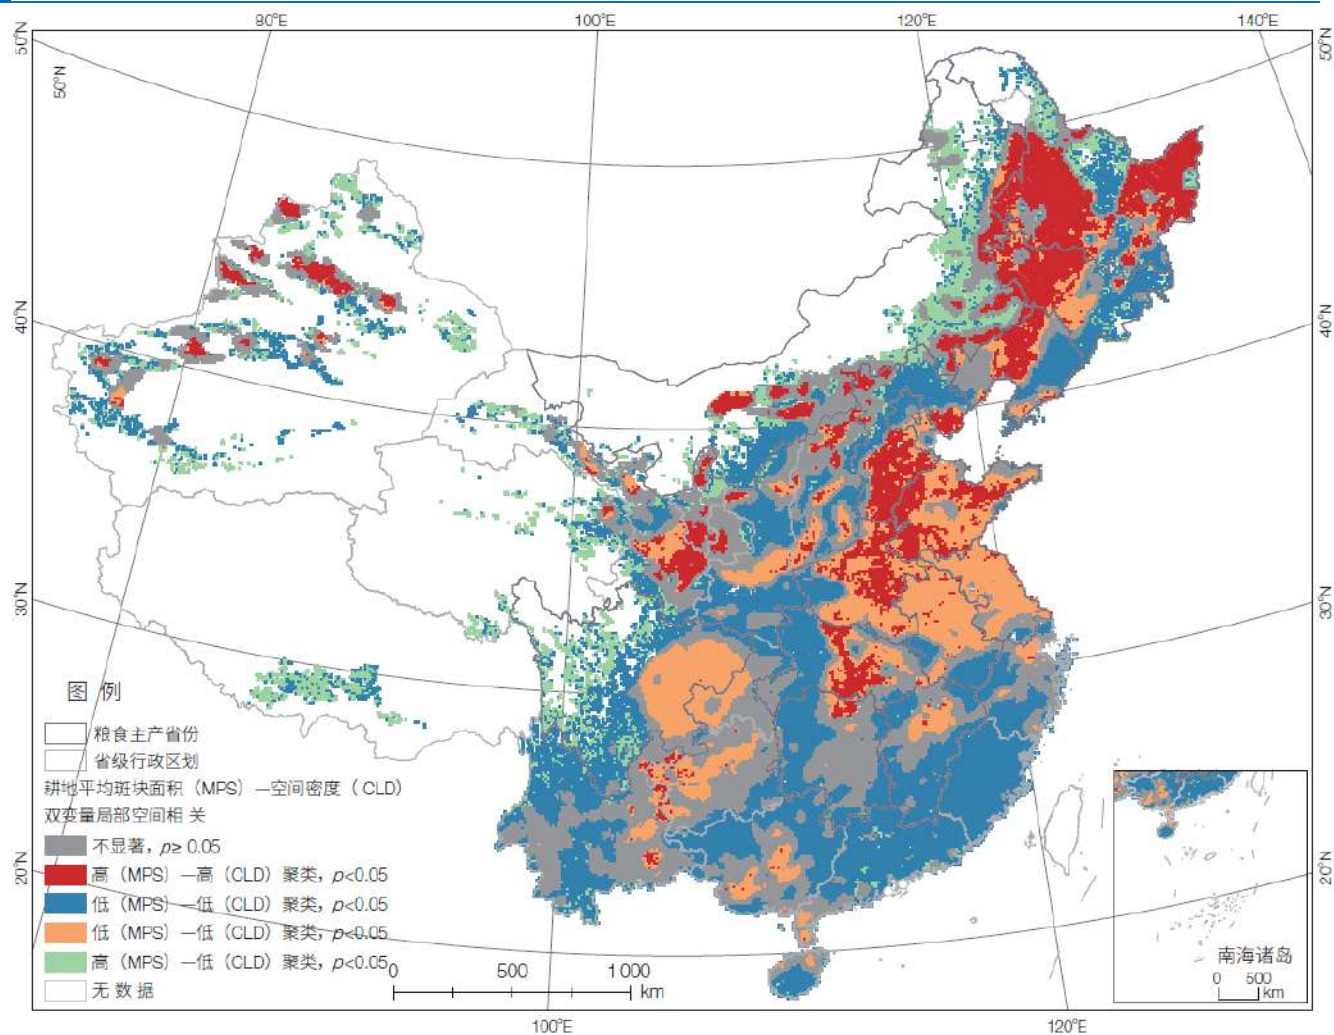 80°E 100°E 120°E 140°E
50°N 50°N
50°N
40°N 40°N
30°N 30°N
20°N 20°N
图 例
粮食主产省份
省级行政区划
耕地平均斑块面积（MPS）—空间密度（CLD）
双变量局部空间相 关
不显著，p≥ 0.05
高（MPS）—高（CLD）聚类，p<0.05
低（MPS）—低（CLD）聚类，p<0.05
低（MPS）—低（CLD）聚类，p<0.05
高（MPS）—低（CLD）聚类，p<0.05
无 数 据
0 500 1 000
km
南海诸岛
0 500
km
100°E 120°E